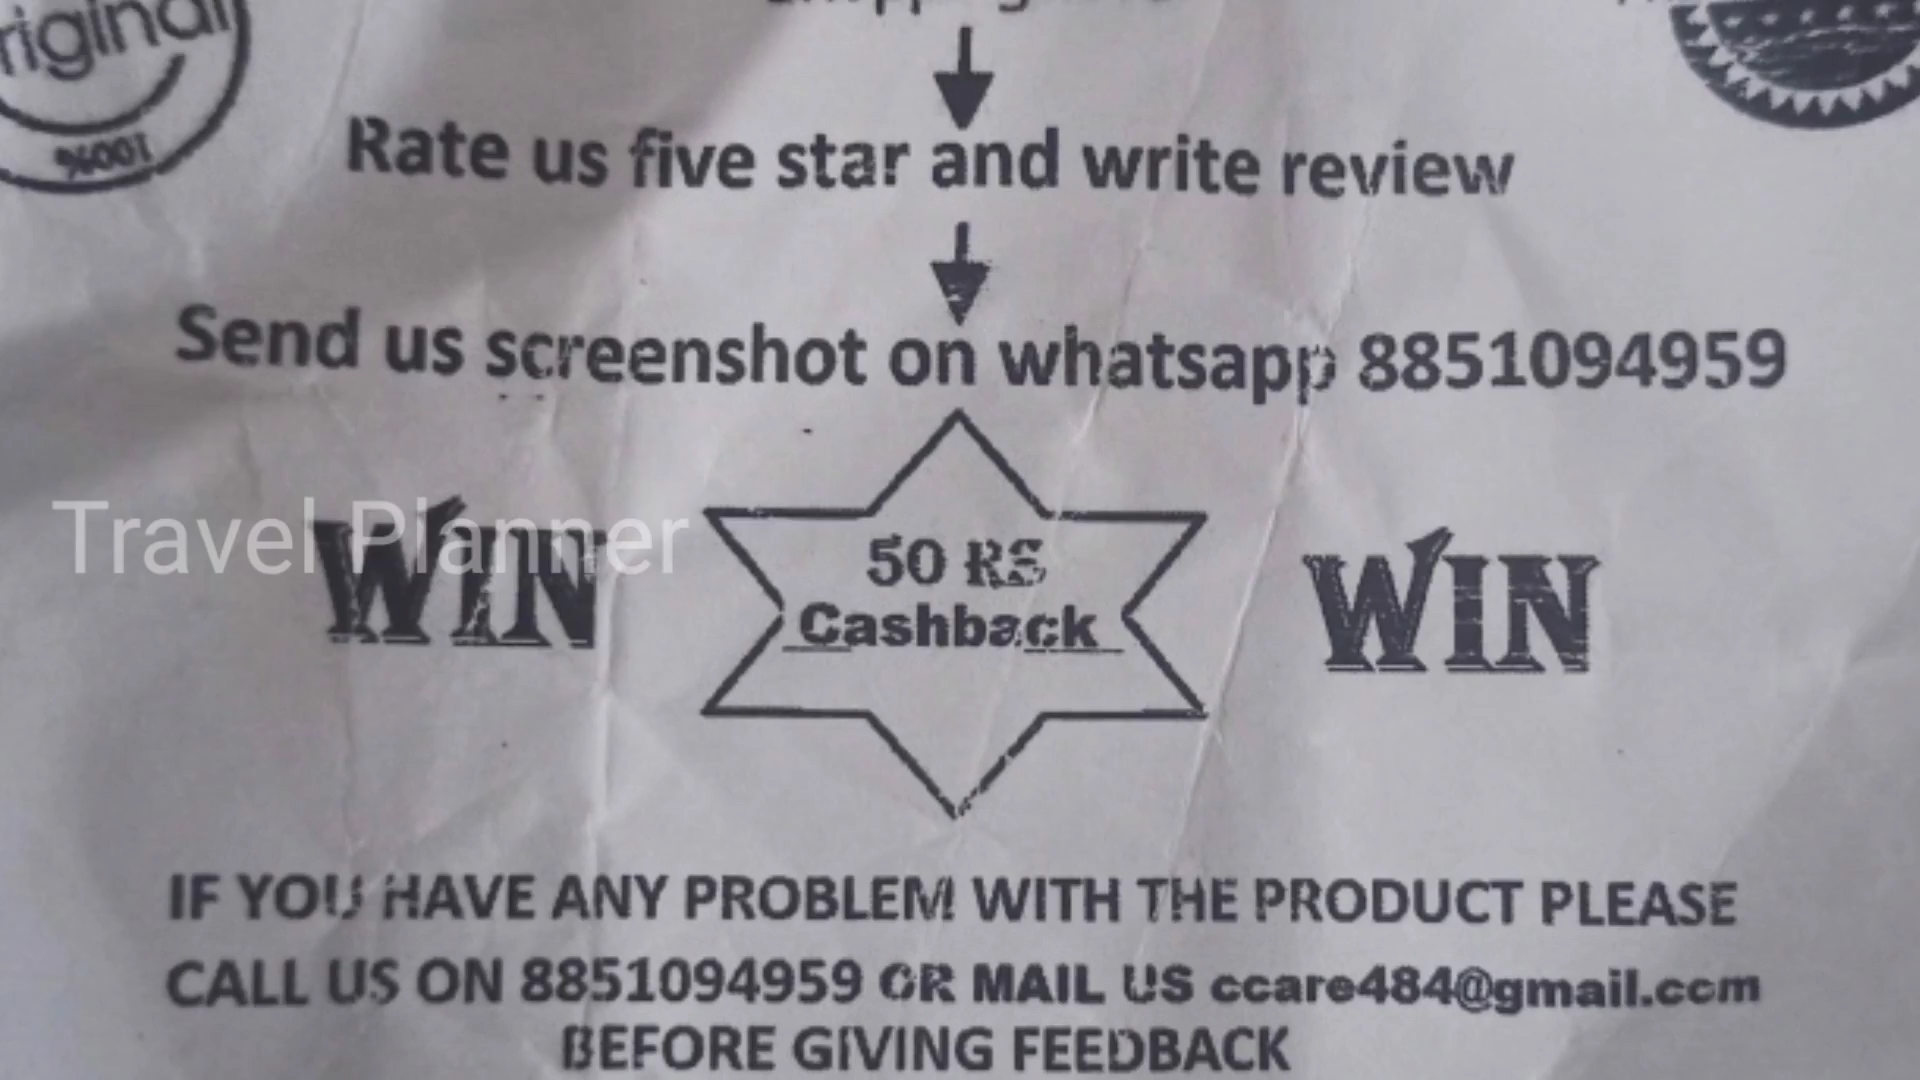 riginal
100%
Rate us five star and write review
Send us screenshot on whatsapp 8851094959
Travel Planner
WIN
50 RS
Cashback
WIN
IF YOU HAVE ANY PROBLEM WITH THE PRODUCT PLEASE
CALL US ON 8851094959 OR MAIL US ccare484@gmail.com
BEFORE GIVING FEEDBACK